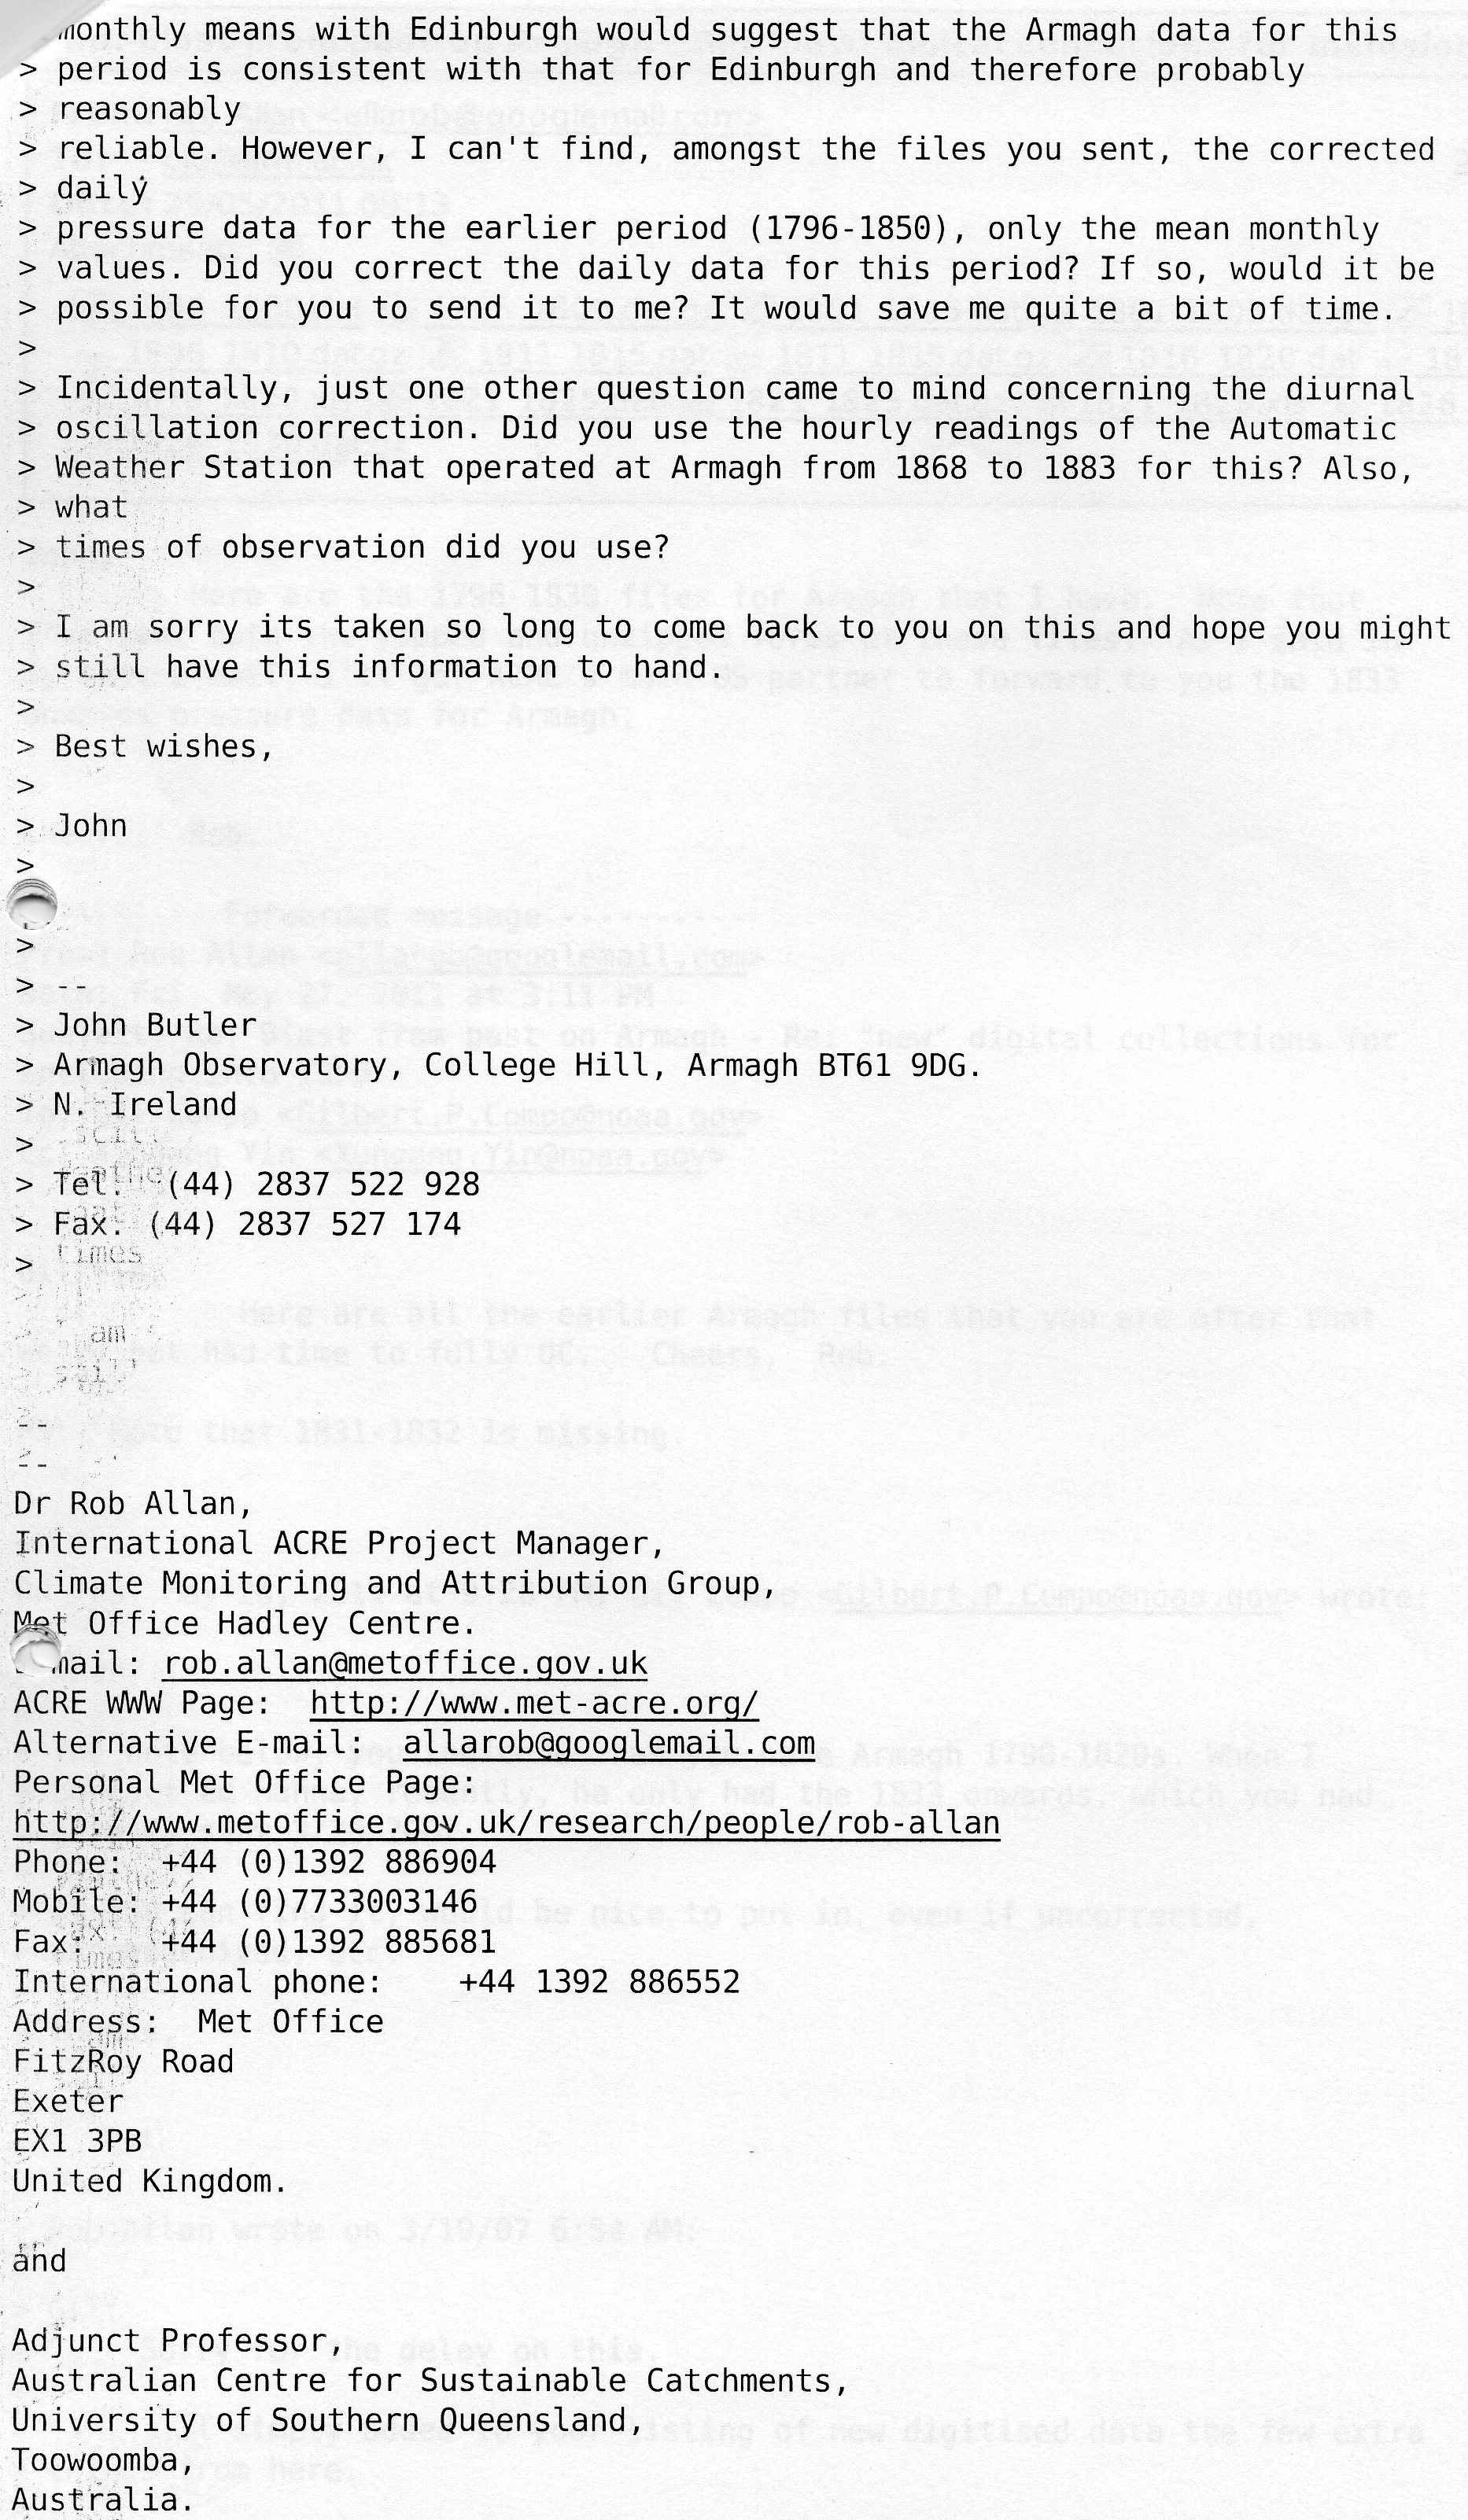 monthly means with Edinburgh would suggest that the Armagh data for this
> period is consistent with that for Edinburgh and therefore probably
> reasonably
> reliable. However, I can't find, amongst the files you sent, the corrected
> daily
> pressure data for the earlier period (1796-1850), only the mean monthly
> values. Did you correct the daily data for this period? If so, would it be
> possible for you to send it to me? It would save me quite a bit of time.
>
> Incidentally, just one other question came to mind concerning the diurnal
> oscillation correction. Did you use the hourly readings of the Automatic
> Weather Station that operated at Armagh from 1868 to 1883 for this? Also,
> what
> times of observation did you use?
>
> I am sorry its taken so long to come back to you on this and hope you might
> still have this information to hand.
>
> Best wishes,
>
> John
>
>
> --
> John Butler
> Armagh Observatory, College Hill, Armagh BT61 9DG.
> N. Ireland
>
> Tel. (44) 2837 522 928
> Fax. (44) 2837 527 174
>
--
--
Dr Rob Allan,
International ACRE Project Manager,
Climate Monitoring and Attribution Group,
Met Office Hadley Centre.
mail: rob.allan@metoffice.gov.uk
ACRE WWW Page:  http://www.met-acre.org/
Alternative E-mail:  allarob@googlemail.com
Personal Met Office Page:
http://www.metoffice.gov.uk/research/people/rob-allan
Phone:  +44 (0)1392 886904
Mobile: +44 (0)7733003146
Fax:    +44 (0)1392 885681
International phone:    +44 1392 886552
Address:  Met Office
FitzRoy Road
Exeter
EX1 3PB
United Kingdom.
and
Adjunct Professor,
Australian Centre for Sustainable Catchments,
University of Southern Queensland,
Toowoomba,
Australia.